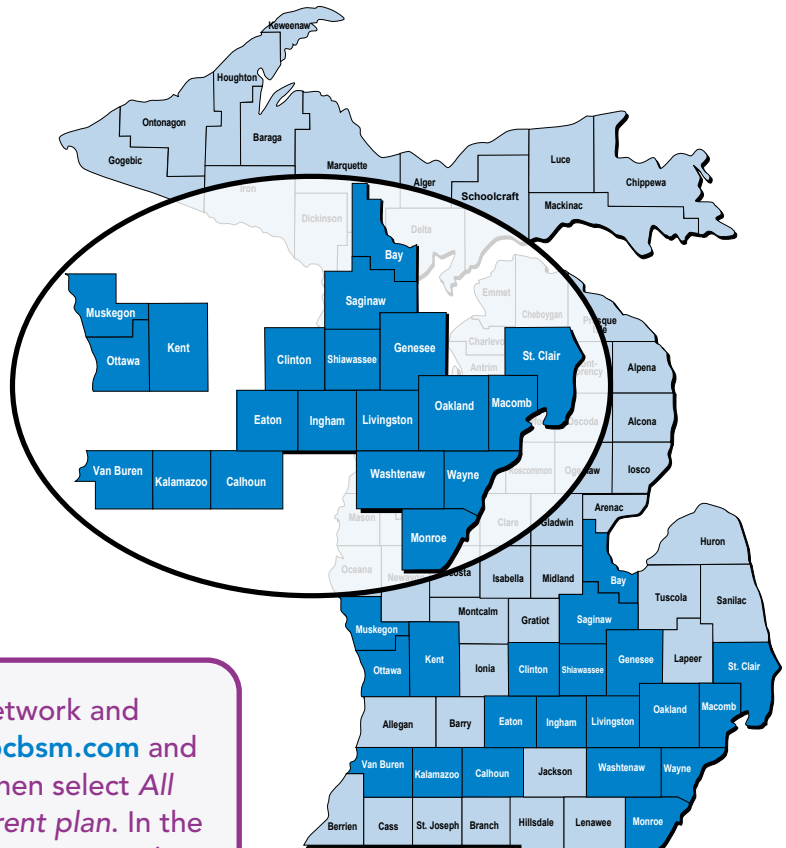 Keweenaw
Houghton
Ontonagon
Baraga
Gogebic
Marquette
Alger
Schoolcraft
Luce
Chippewa
Mackinac
Iron
Dickinson
Delta
Bay
Emmet
Cheboygan
Saginaw
Muskegon
Ottawa
Kent
Clinton
Shiawassee
Genesee
Antrim
St. Clair
Alpena
Eaton
Ingham
Livingston
Oakland
Macomb
Alcona
Van Buren
Kalamazoo
Calhoun
Washtenaw
Wayne
Iosco
Monroe
Mason
Clare
Gladwin
Arenac
Huron
Oceana
Isabella
Midland
Bay
Tuscola
Sanilac
Montcalm
Gratiot
Saginaw
Muskegon
Ottawa
Kent
Ionia
Clinton
Shiawassee
Genesee
Lapeer
St. Clair
Allegan
Barry
Eaton
Ingham
Livingston
Oakland
Macomb
Van Buren
Kalamazoo
Calhoun
Jackson
Washtenaw
Wayne
Berrien
Cass
St. Joseph
Branch
Hillsdale
Lenawee
Monroe
etwork and
ocbsm.com and
hen select All
rent plan. In the